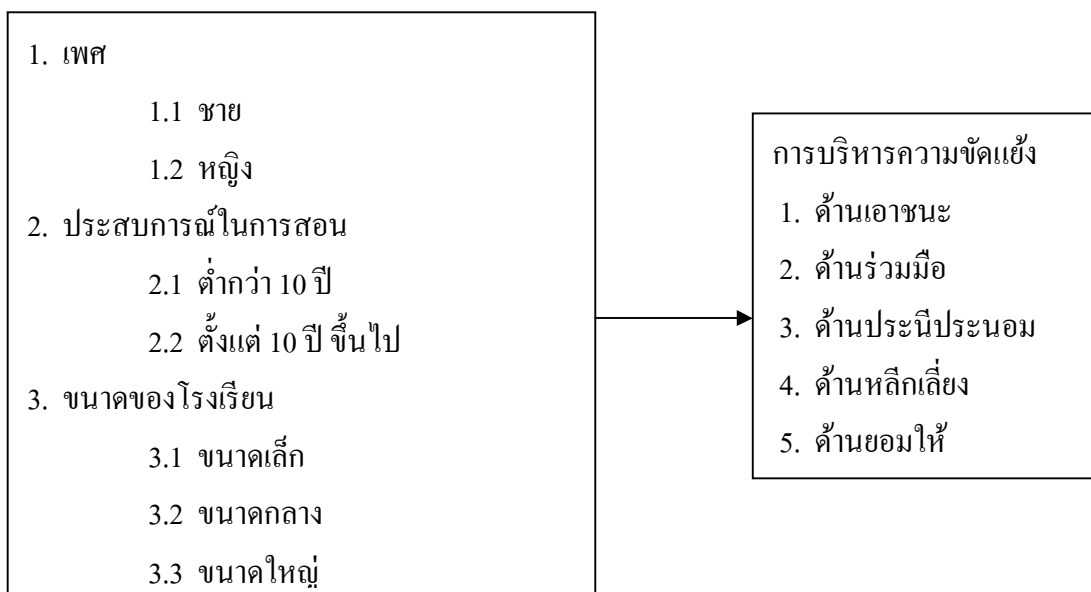 1. เพศ
1.1 ชาย
1.2 หญิง
2. ประสบการณ์ในการสอน
2.1 ต่ำกว่า 10 ปี
2.2 ตั้งแต่ 10 ปี ขึ้นไป
3. ขนาดของโรงเรียน
3.1 ขนาดเล็ก
3.2 ขนาดกลาง
3.3 ขนาดใหญ่
การบริหารความขัดแย้ง
1. ด้านเอาชนะ
2. ด้านร่วมมือ
3. ด้านประนีประนอม
4. ด้านหลีกเลี่ยง
5. ด้านยอมให้